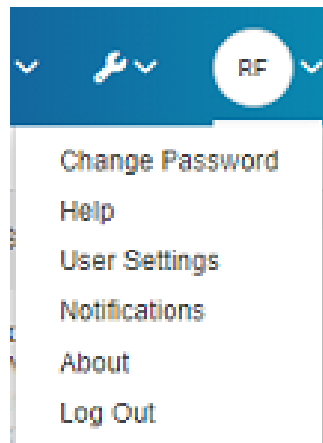 RF
Change Password
Help
User Settings
Notifications
About
Log Out